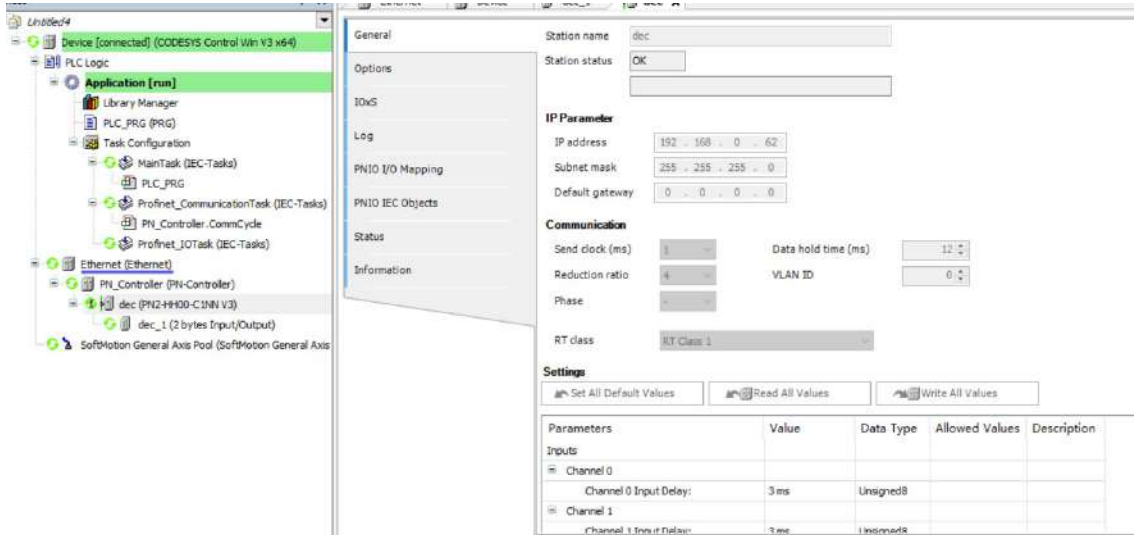 Untitled4
Device [connected] (CODESYS Control Win V3 x64)
PLC Logic
Application [run]
Library Manager
PLC_PRG (PRG)
Task Configuration
MainTask (IEC-Tasks)
PLC_PRG
Profinet_CommunicationTask (IEC-Tasks)
PN_Controller.CommCycle
Profinet_IOTask (IEC-Tasks)
Ethernet (Ethernet)
PN_Controller (PN-Controller)
dec (PN2-HH00-C1NN V3)
dec_1 (2 bytes Input/Output)
SoftMotion General Axis Pool (SoftMotion General Axis
General
Options
IOxS
Log
PNIO I/O Mapping
PNIO IEC Objects
Status
Information
Station name dec
Station status OK
IP Parameter
IP address 192 . 168 . 0 . 62
Subnet mask 255 . 255 . 255 . 0
Default gateway 0 . 0 . 0 . 0
Communication
Send clock (ms) 1 Data hold time (ms) 12
Reduction ratio 4 VLAN ID 0
Phase -
RT class RT Class 1
Settings
Set All Default Values Read All Values Write All Values
Parameters Value Data Type Allowed Values Description
Inputs
Channel 0
Channel 0 Input Delay: 3 ms Unsigned8
Channel 1
Channel 1 Input Delay: 3 ms Unsigned8